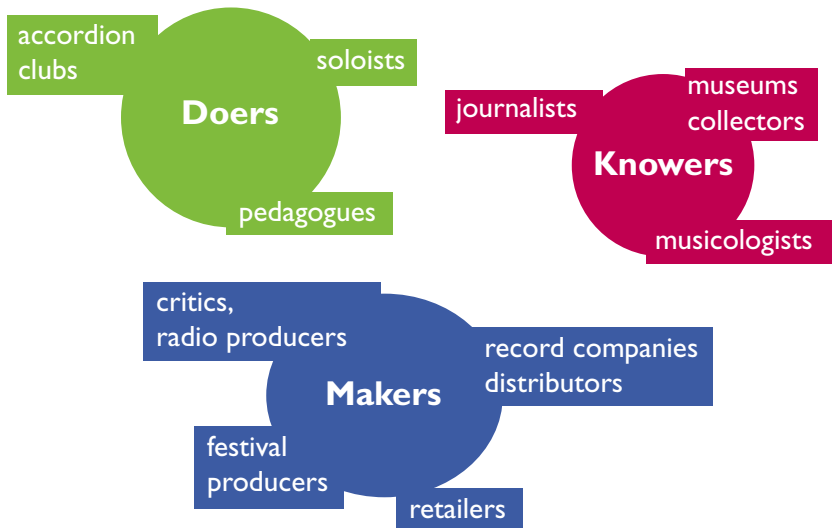 accordion
clubs
soloists
Doers
pedagogues
journalists
museums
collectors
Knowers
musicologists
critics,
radio producers
record companies
distributors
Makers
festival
producers
retailers